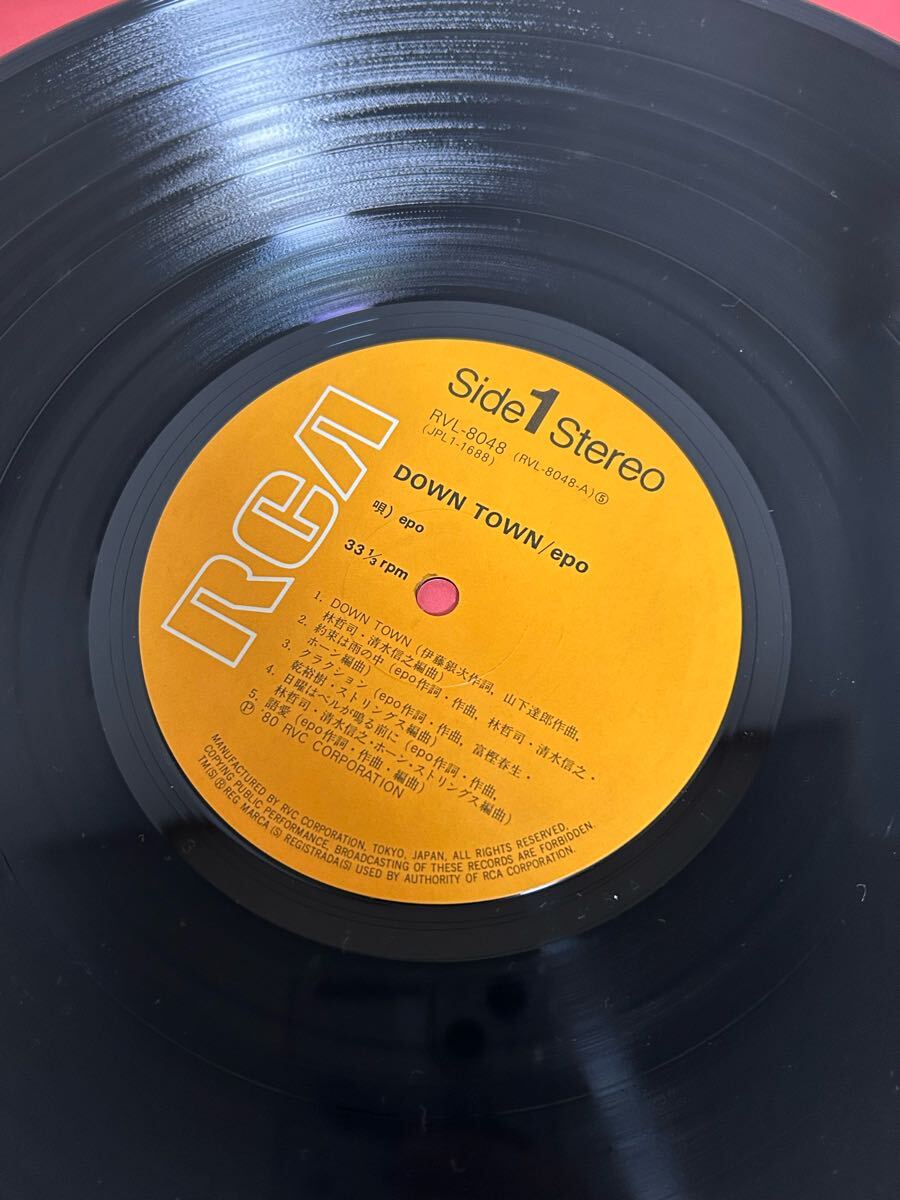 RCA
Side 1 Stereo
RVL-8048 (RVL-8048-A)⑤
(JPL1-1688)
DOWN TOWN/epo
唄) epo
33 1/3 rpm
1. DOWN TOWN (伊藤銀次作詞, 山下達郎作曲,
林哲司・清水信之編曲)
2. 約束は雨の中 (epo作詞・作曲, 林哲司・清水信之・
ホーン編曲)
3. クラクション (epo作詞・作曲, 富樫春生・
乾裕樹・ストリングス編曲)
4. 日曜はベルが鳴る前に (epo作詞・作曲,
林哲司・清水信之・ホーン・ストリングス編曲)
5. 語愛 (epo作詞・作曲・編曲)
Ⓟ '80 RVC CORPORATION
MANUFACTURED BY RVC CORPORATION, TOKYO, JAPAN, ALL RIGHTS RESERVED,
COPYING PUBLIC PERFORMANCE, BROADCASTING OF THESE RECORDS ARE FORBIDDEN.
TM(S)®REG MARCA(S) REGISTRADA(S) USED BY AUTHORITY OF RCA CORPORATION.